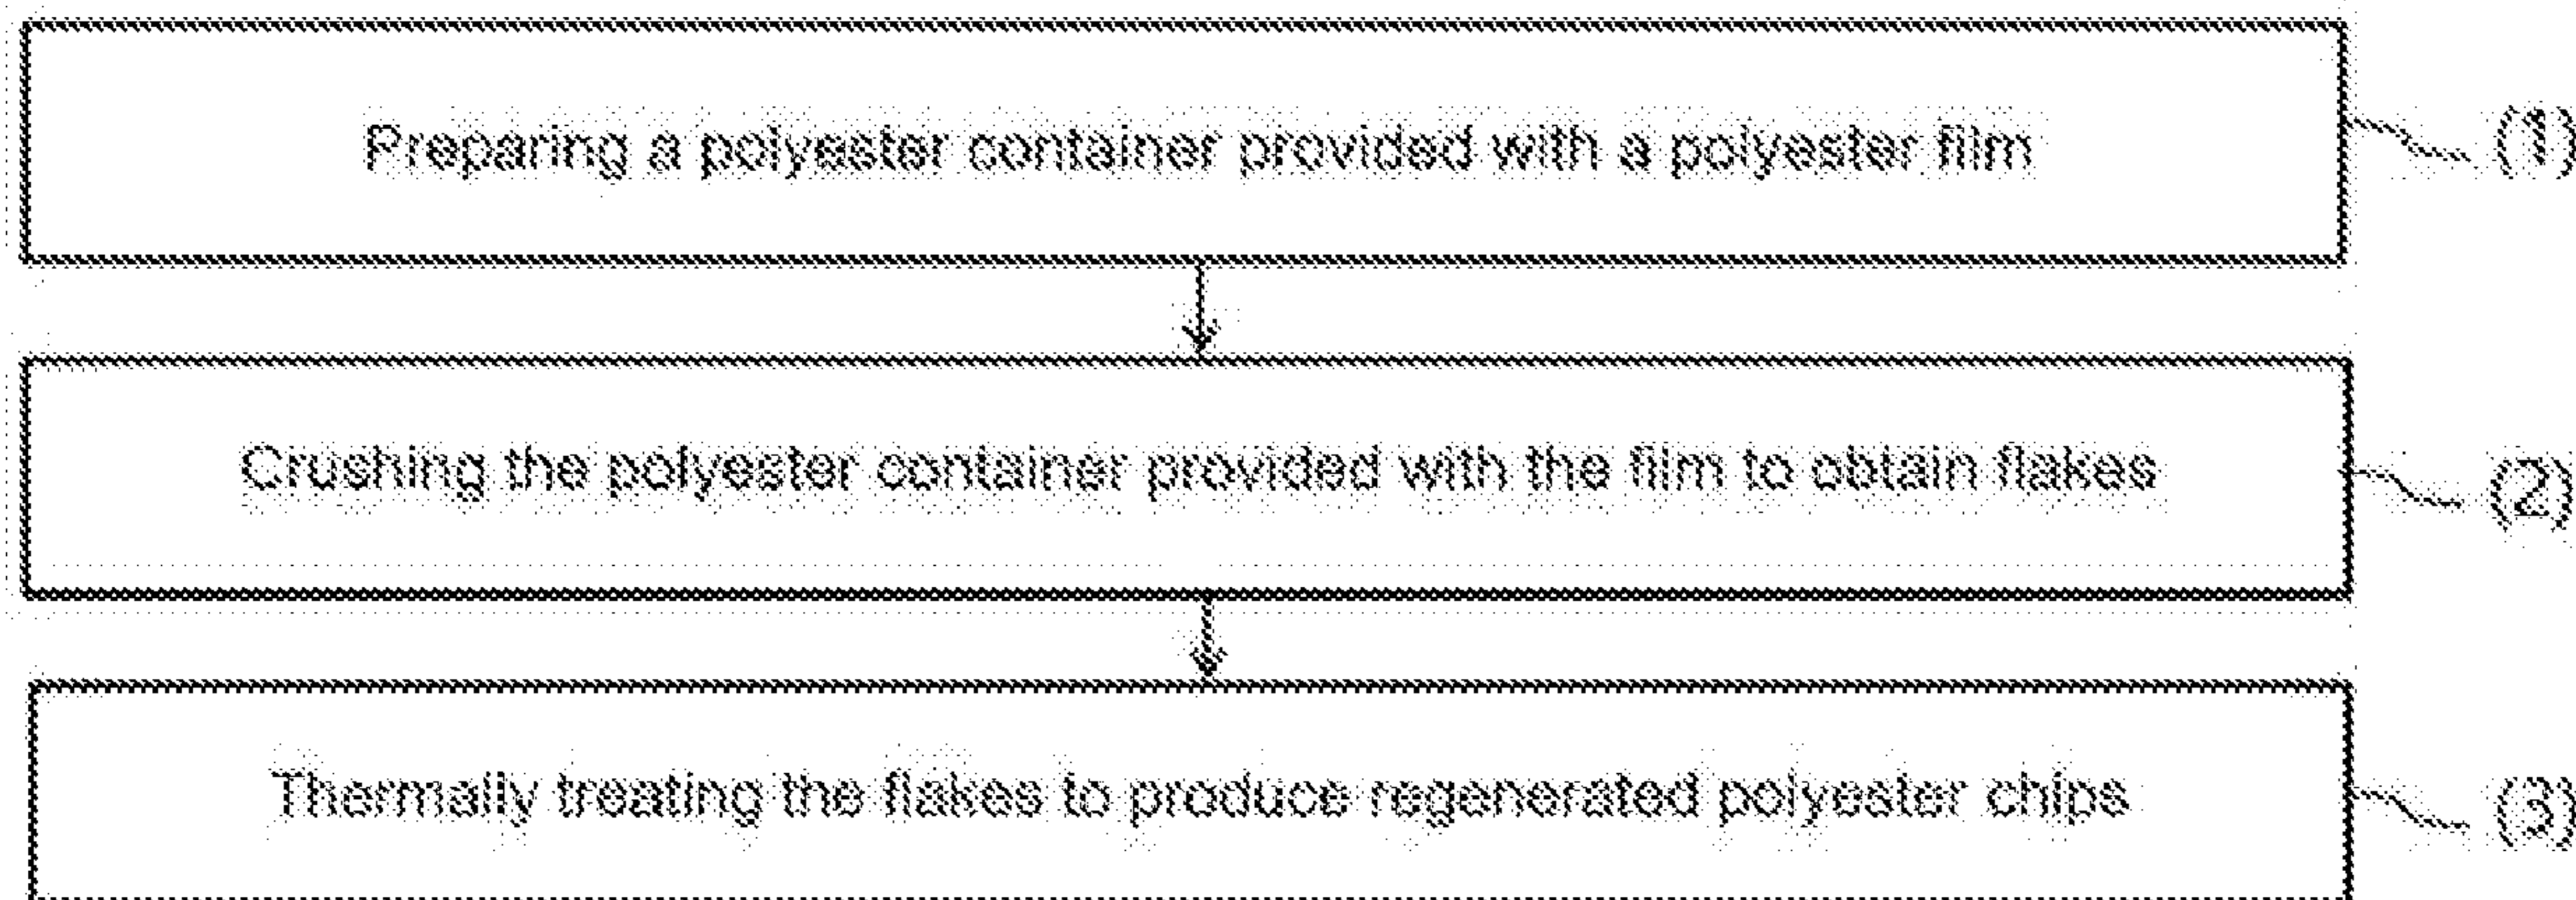 Preparing a polyester container provided with a polyester film
(1)
Crushing the polyester container provided with the film to obtain flakes
(2)
Thermally treating the flakes to produce regenerated polyester chips
(3)